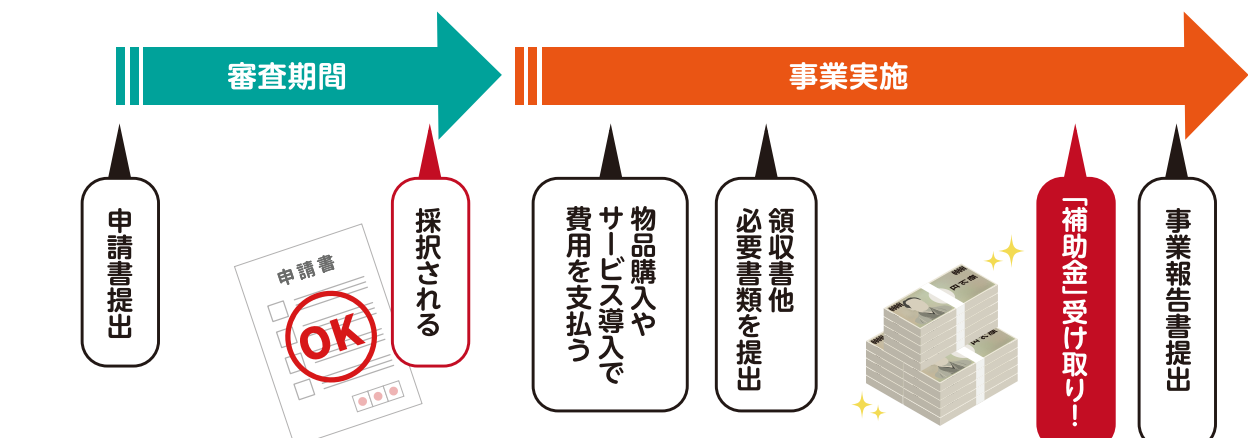 審査期間
事業実施
申請書提出
申請書
OK
採択される
物品購入や
サービス導入で
費用を支払う
領収書他
必要書類を提出
「補助金」受け取り!
事業報告書提出